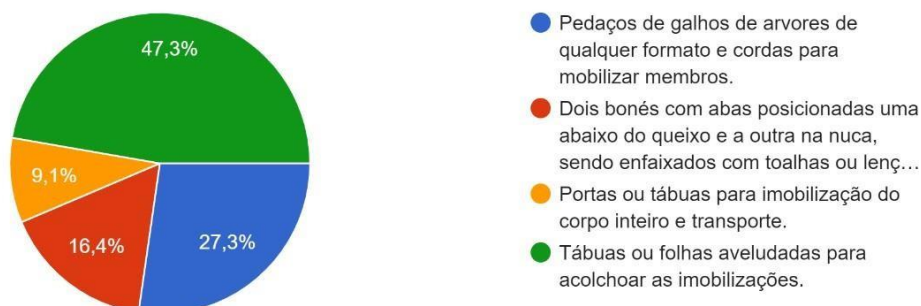 47,3%
9,1%
16,4%
27,3%
Pedaços de galhos de arvores de
qualquer formato e cordas para
mobilizar membros.
Dois bonés com abas posicionadas uma
abaixo do queixo e a outra na nuca,
sendo enfaixados com toalhas ou lenç…
Portas ou tábuas para imobilização do
corpo inteiro e transporte.
Tábuas ou folhas aveludadas para
acolchoar as imobilizações.